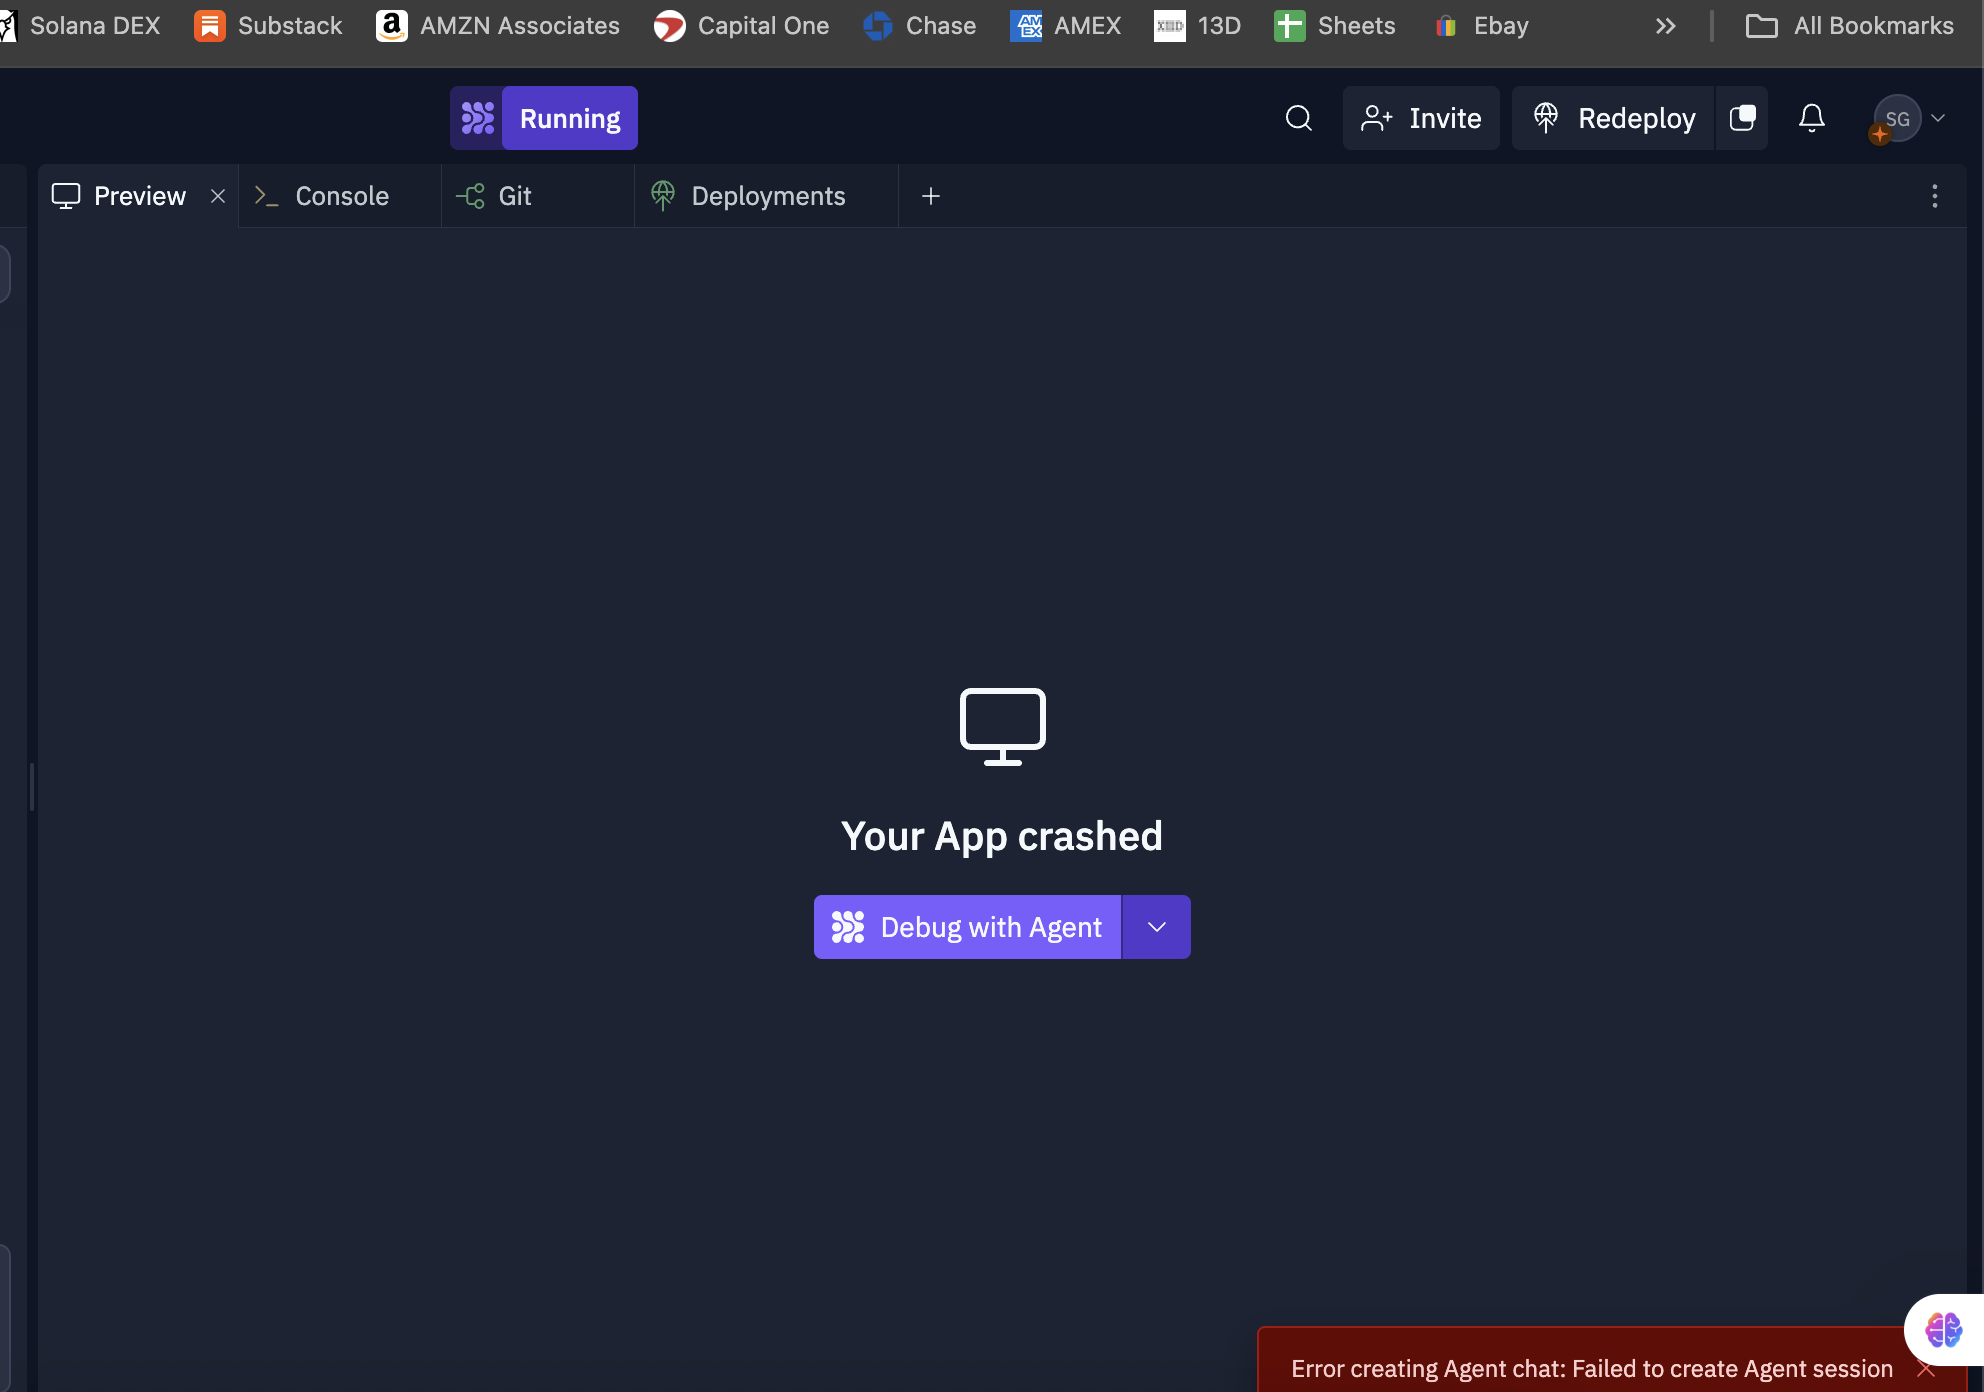 Solana DEX Substack AMZN Associates Capital One Chase AMEX 13D Sheets Ebay All Bookmarks
Running Invite Redeploy SG
Preview Console Git Deployments
Your App crashed
Debug with Agent
Error creating Agent chat: Failed to create Agent session